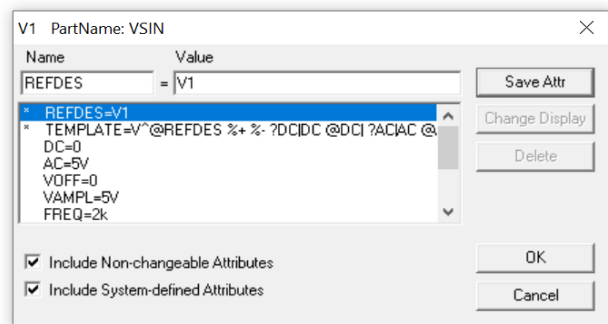 V1 PartName: VSIN
Name Value
REFDES = V1
Save Attr
* REFDES=V1
* TEMPLATE=V^@REFDES %+ %- ?DC|DC @DC| ?AC|AC @
DC=0
AC=5V
VOFF=0
VAMPL=5V
FREQ=2k
Change Display
Delete
Include Non-changeable Attributes
Include System-defined Attributes
OK
Cancel